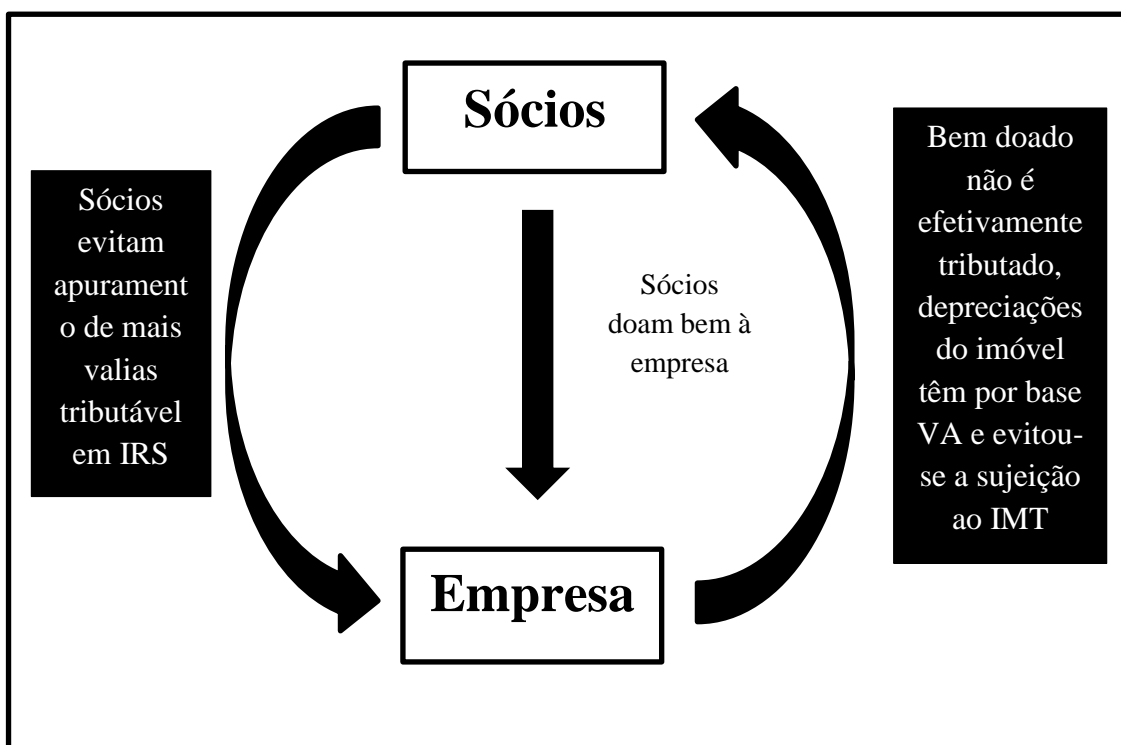 Sócios
Sócios
evitam
apurament
o de mais
valias
tributável
em IRS
Sócios
doam bem à
empresa
Bem doado
não é
efetivamente
tributado,
depreciações
do imóvel
têm por base
VA e evitou-
se a sujeição
ao IMT
Empresa